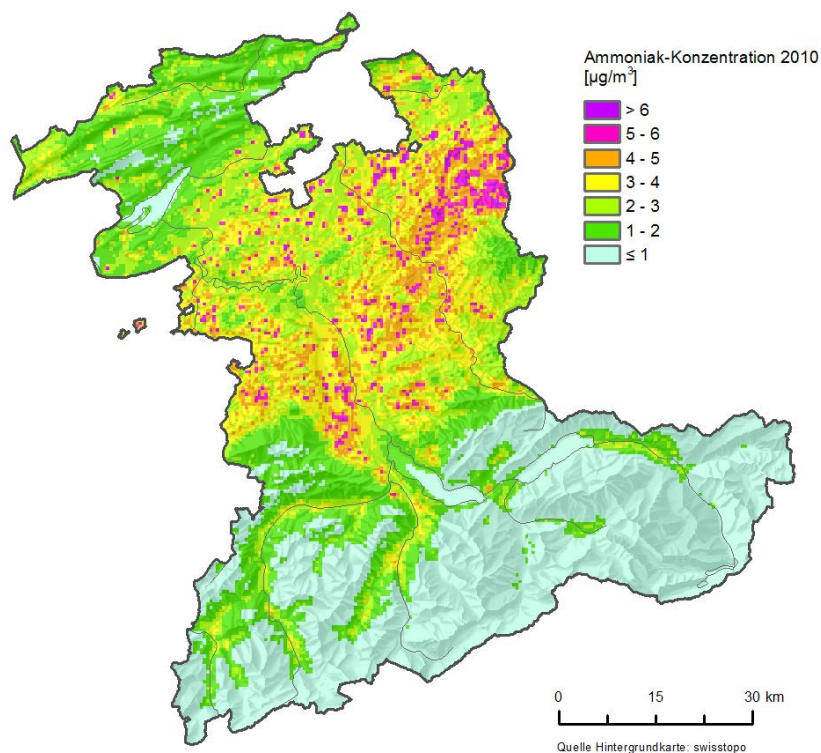 Ammoniak-Konzentration 2010
[µg/m³]
> 6
5 - 6
4 - 5
3 - 4
2 - 3
1 - 2
≤ 1
0 15 30 km
Quelle Hintergrundkarte: swisstopo